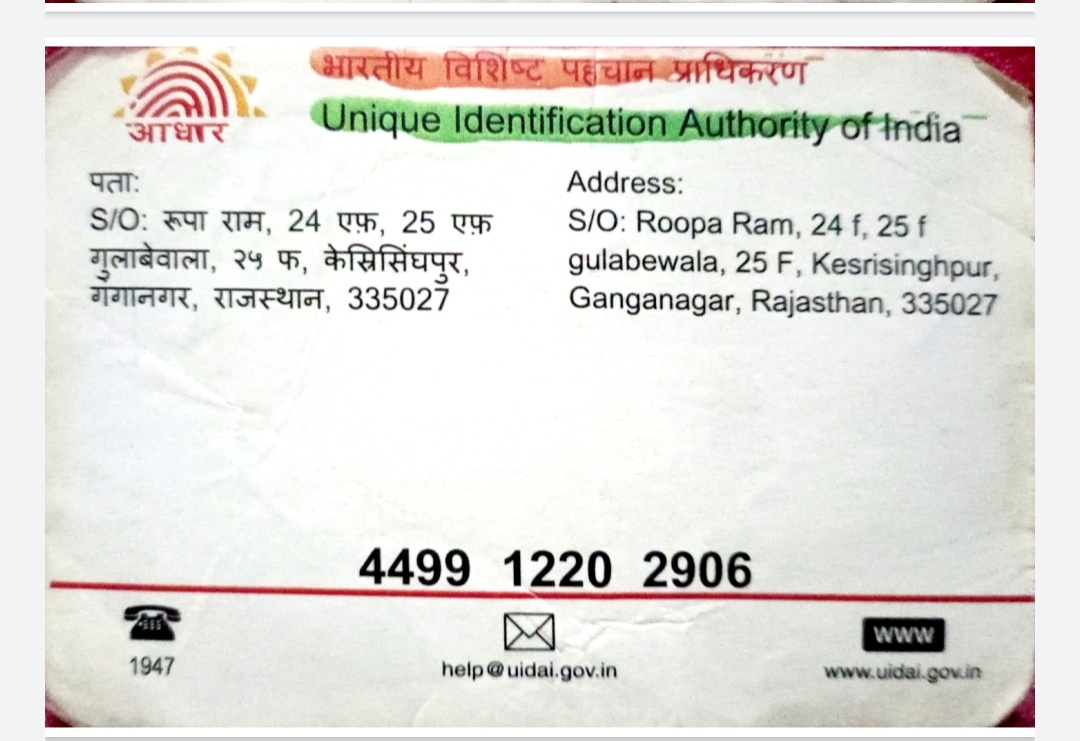 भारतीय विशिष्ट पहचान प्राधिकरण
आधार
Unique Identification Authority of India
पता:
S/O: रूपा राम, 24 एफ़, 25 एफ़
गुलाबेवाला, २५ फ, केस्रिसिंघपुर,
गंगानगर, राजस्थान, 335027
Address:
S/O: Roopa Ram, 24 f, 25 f
gulabewala, 25 F, Kesrisinghpur,
Ganganagar, Rajasthan, 335027
4499 1220 2906
1947
help@uidai.gov.in
www
www.uidai.gov.in